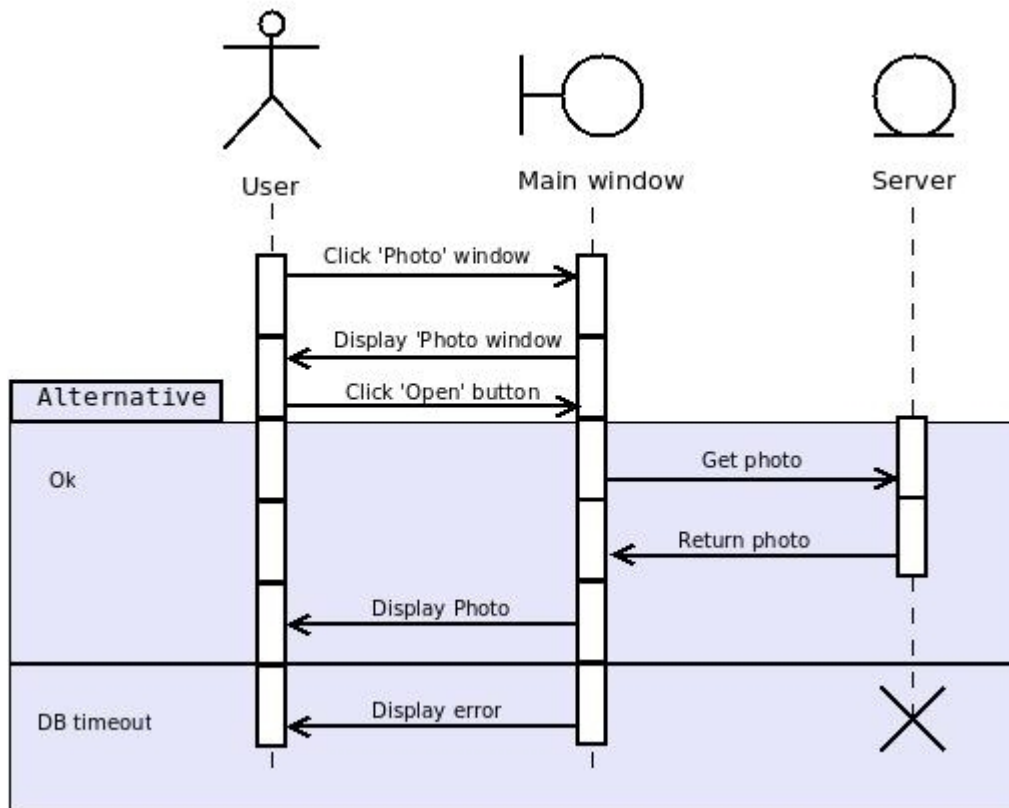 User
Main window
Server
Click 'Photo' window
Display 'Photo window
Click 'Open' button
Alternative
Ok
Get photo
Return photo
Display Photo
DB timeout
Display error